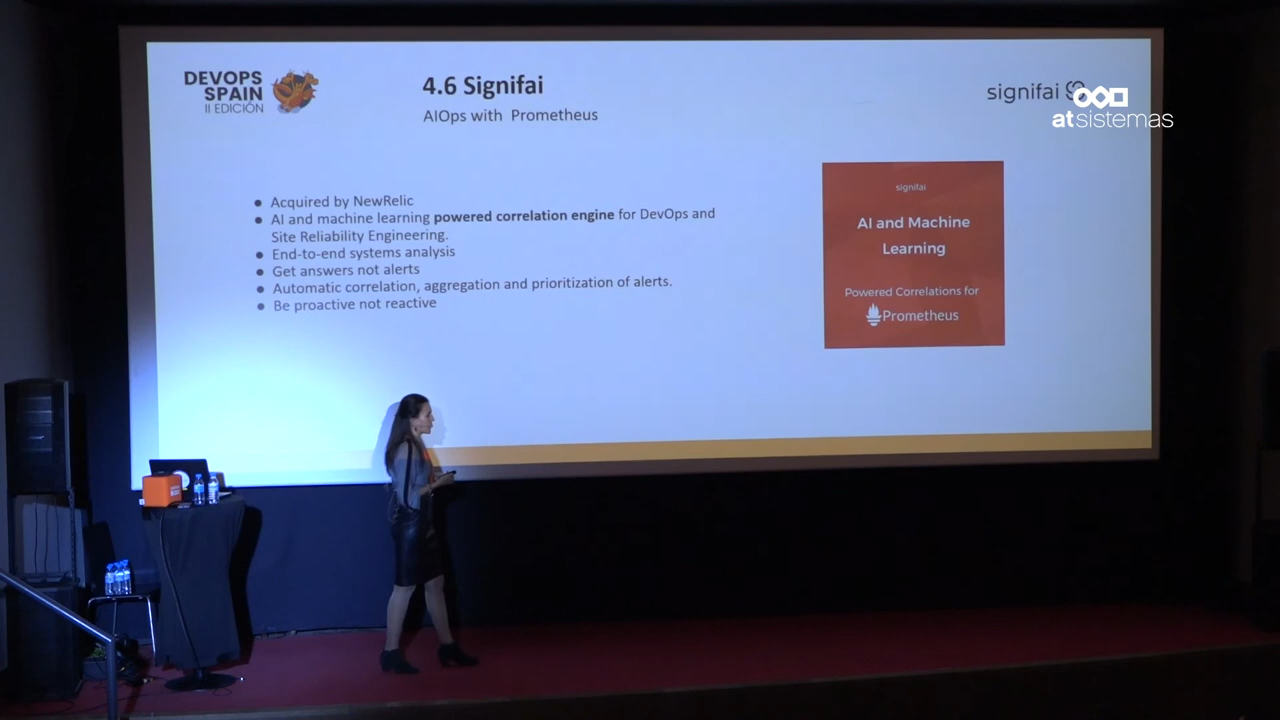 DEVOPS
SPAIN
II EDICIÓN
4.6 Signifai
AIOps with Prometheus
signifai
atsistemas
● Acquired by NewRelic
● AI and machine learning powered correlation engine for DevOps and
Site Reliability Engineering.
● End-to-end systems analysis
● Get answers not alerts
● Automatic correlation, aggregation and prioritization of alerts.
● Be proactive not reactive
signifai
AI and Machine
Learning
Powered Correlations for
Prometheus